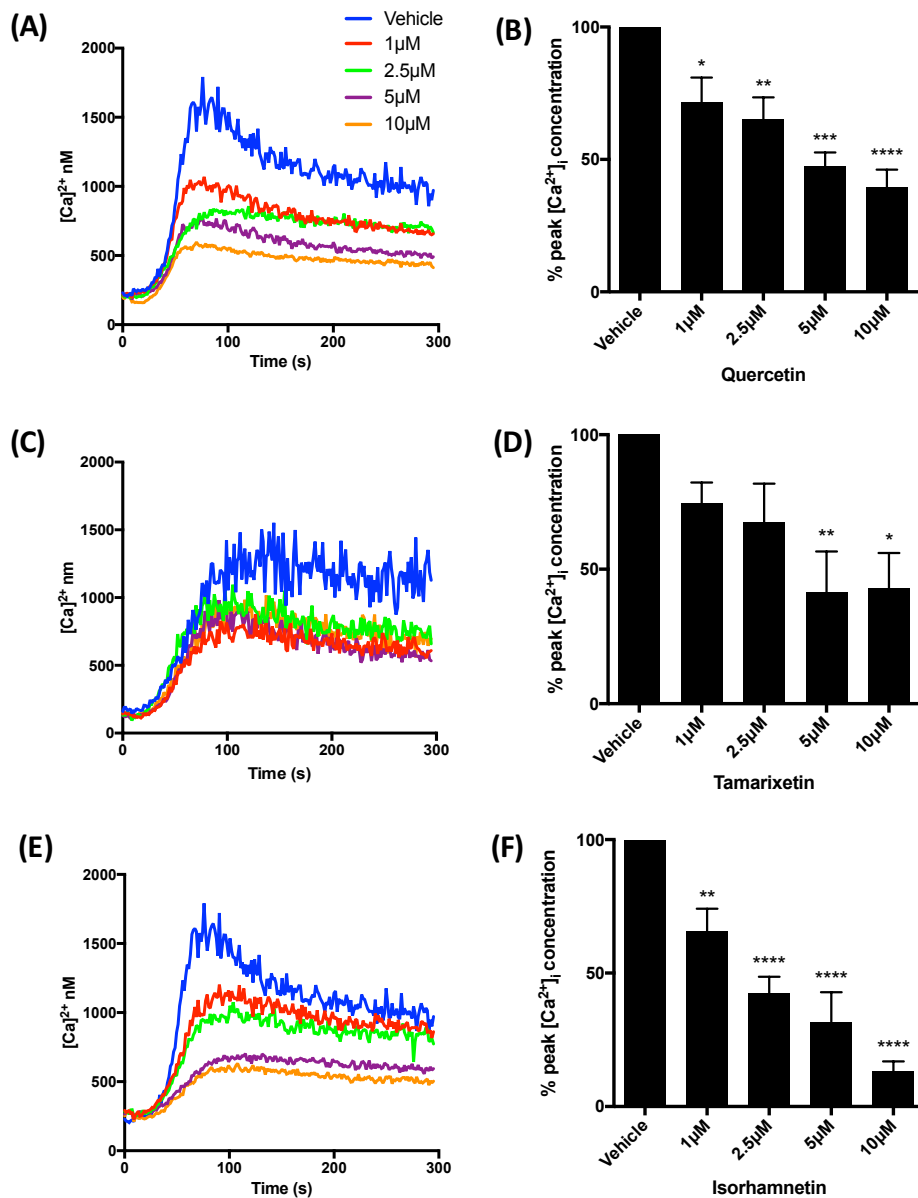 (A)
Vehicle
1µM
2.5µM
5µM
10µM
2000
1500
1000
500
0
[Ca]²⁺ nM
0 100 200 300
Time (s)
(B)
100
50
0
% peak [Ca²⁺]ᵢ concentration
* ** *** ****
Vehicle 1µM 2.5µM 5µM 10µM
Quercetin
(C)
2000
1500
1000
500
0
[Ca]²⁺ nm
0 100 200 300
Time (s)
(D)
100
50
0
% peak [Ca²⁺]ᵢ concentration
** *
Vehicle 1µM 2.5µM 5µM 10µM
Tamarixetin
(E)
2000
1500
1000
500
0
[Ca]²⁺ nM
0 100 200 300
Time (s)
(F)
100
50
0
% peak [Ca²⁺]ᵢ concentration
** **** **** ****
Vehicle 1µM 2.5µM 5µM 10µM
Isorhamnetin